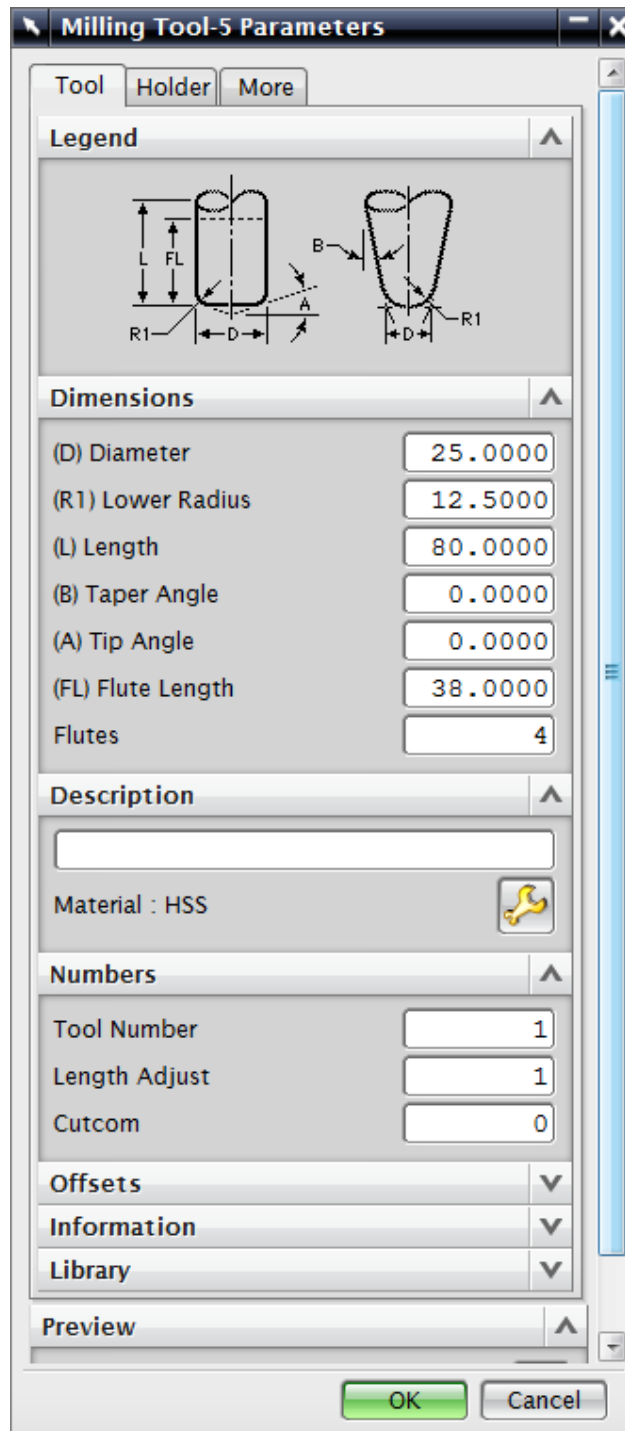 Milling Tool-5 Parameters
Tool Holder More
Legend
L FL B
A
R1 D D R1
Dimensions
(D) Diameter 25.0000
(R1) Lower Radius 12.5000
(L) Length 80.0000
(B) Taper Angle 0.0000
(A) Tip Angle 0.0000
(FL) Flute Length 38.0000
Flutes 4
Description
Material : HSS
Numbers
Tool Number 1
Length Adjust 1
Cutcom 0
Offsets
Information
Library
Preview
OK Cancel